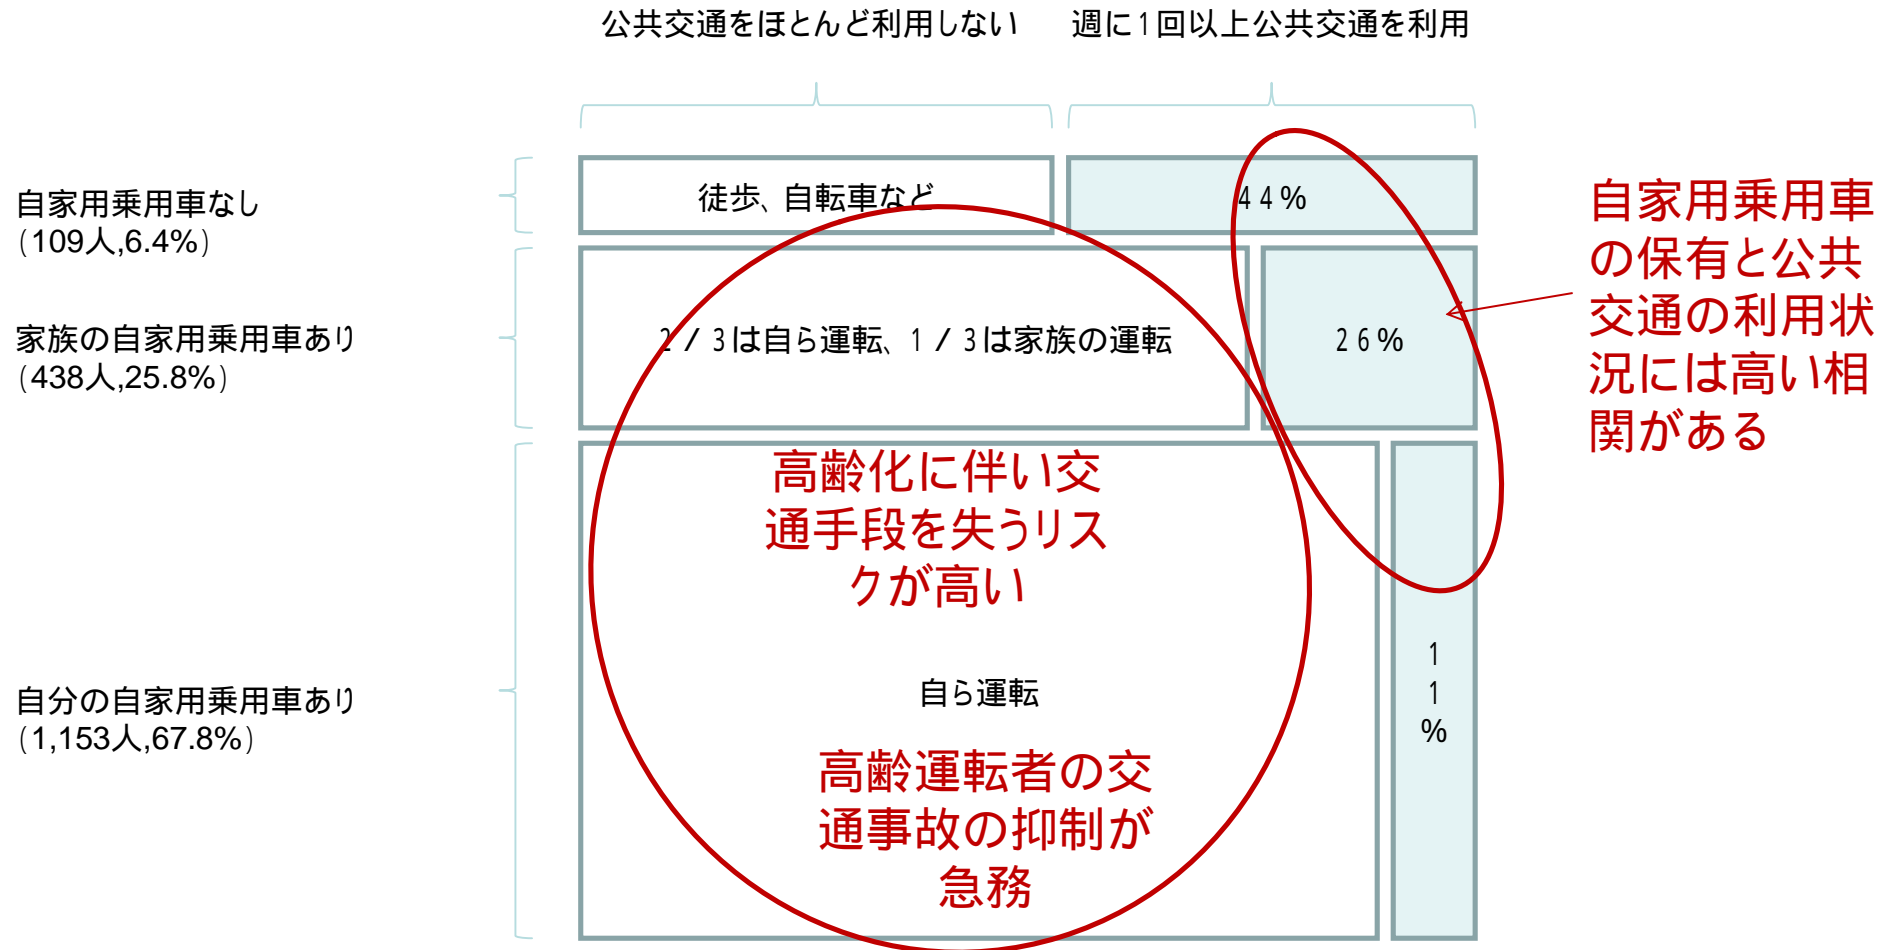 公共交通をほとんど利用しない
週に1回以上公共交通を利用
自家用乗用車なし
(109人,6.4%)
徒歩、自転車など
44%
自家用乗用車
の保有と公共
交通の利用状
況には高い相
関がある
家族の自家用乗用車あり
(438人,25.8%)
2/3は自ら運転、1/3は家族の運転
26%
高齢化に伴い交
通手段を失うリス
クが高い
自分の自家用乗用車あり
(1,153人,67.8%)
自ら運転
1
1
%
高齢運転者の交
通事故の抑制が
急務